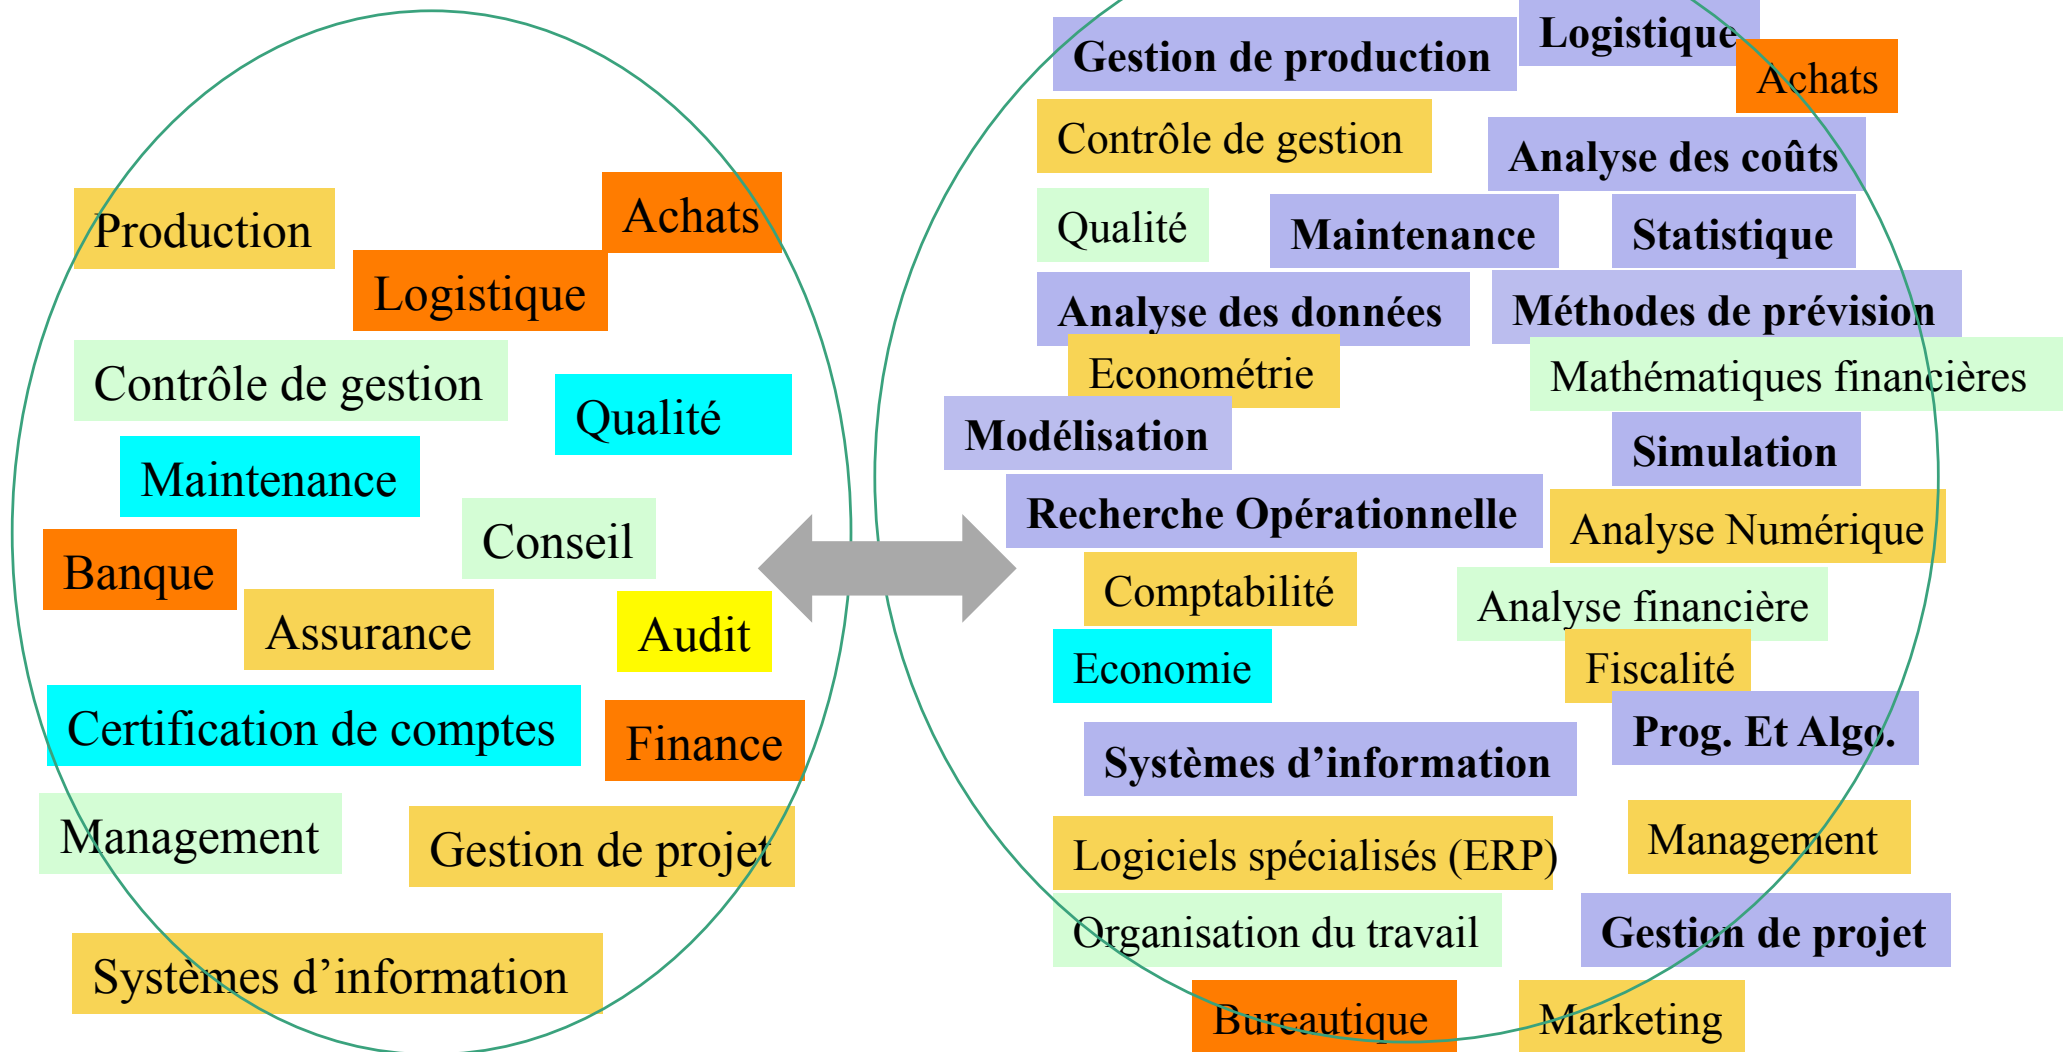 Production
Achats
Logistique
Contrôle de gestion
Qualité
Maintenance
Conseil
Banque
Assurance
Audit
Certification de comptes
Finance
Management
Gestion de projet
Systèmes d’information
Logistique
Gestion de production
Achats
Contrôle de gestion
Analyse des coûts
Qualité
Maintenance
Statistique
Analyse des données
Méthodes de prévision
Econométrie
Mathématiques financières
Modélisation
Simulation
Recherche Opérationnelle
Analyse Numérique
Comptabilité
Analyse financière
Economie
Fiscalité
Prog. Et Algo.
Systèmes d’information
Logiciels spécialisés (ERP)
Management
Organisation du travail
Gestion de projet
Bureautique
Marketing